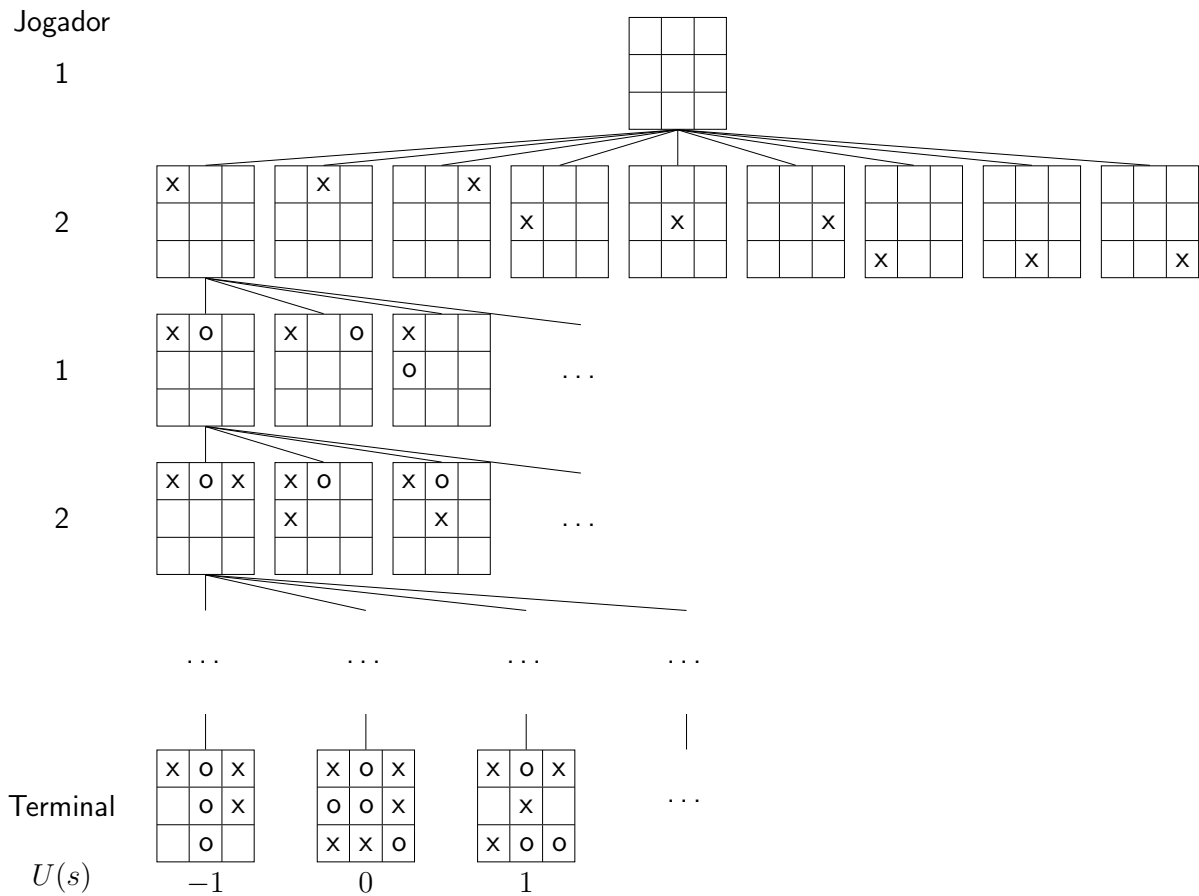 Jogador
1
x x x
2 x x x
x x x
x o x o x
1 o . . .
x o x x o x o
2 x x . . .
. . . . . . . . . . . .
x o x x o x x o x
Terminal o x o o x x . . .
o x x o x o o
U(s) −1 0 1